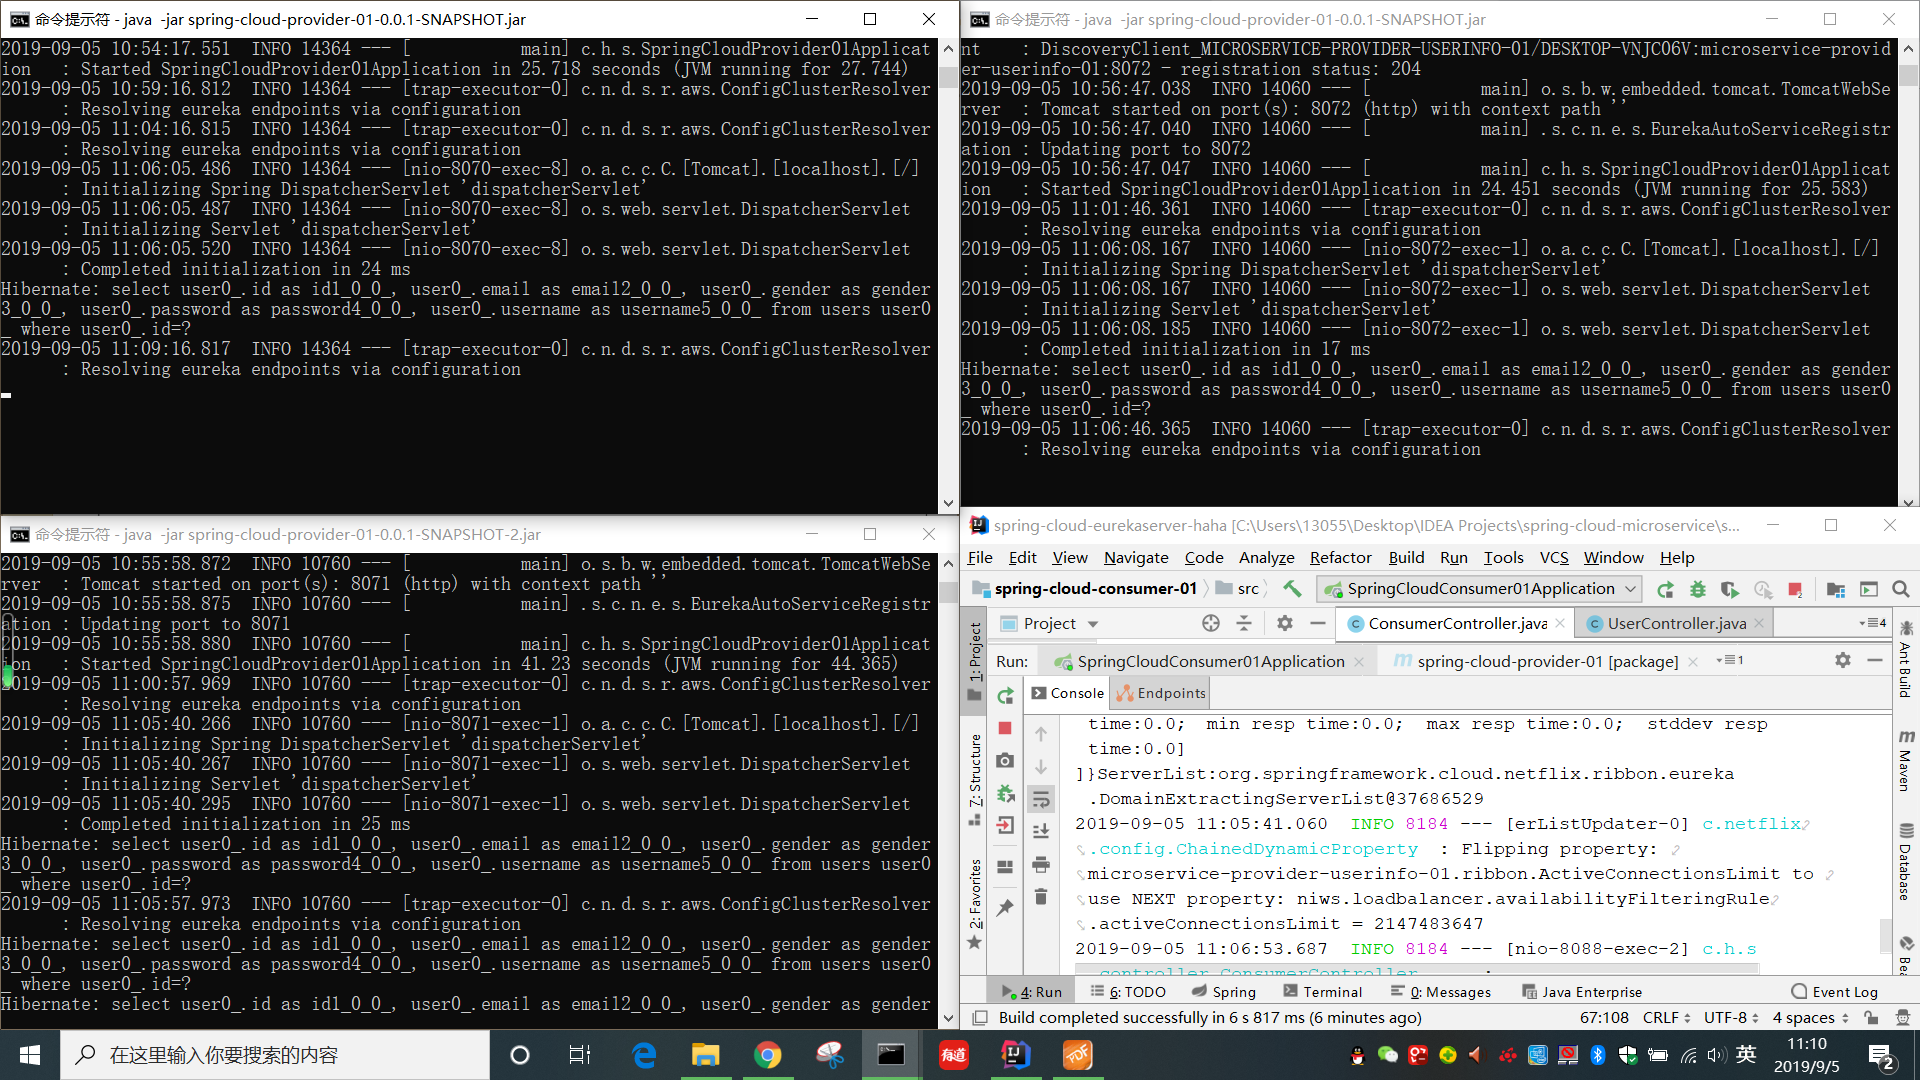 命令提示符 - java  -jar spring-cloud-provider-01-0.0.1-SNAPSHOT.jar
2019-09-05 10:54:17.551  INFO 14364 --- [           main] c.h.s.SpringCloudProvider01Applicat
ion   : Started SpringCloudProvider01Application in 25.718 seconds (JVM running for 27.744)
2019-09-05 10:59:16.812  INFO 14364 --- [trap-executor-0] c.n.d.s.r.aws.ConfigClusterResolver
      : Resolving eureka endpoints via configuration
2019-09-05 11:04:16.815  INFO 14364 --- [trap-executor-0] c.n.d.s.r.aws.ConfigClusterResolver
      : Resolving eureka endpoints via configuration
2019-09-05 11:06:05.486  INFO 14364 --- [nio-8070-exec-8] o.a.c.c.C.[Tomcat].[localhost].[/]
      : Initializing Spring DispatcherServlet 'dispatcherServlet'
2019-09-05 11:06:05.487  INFO 14364 --- [nio-8070-exec-8] o.s.web.servlet.DispatcherServlet
      : Initializing Servlet 'dispatcherServlet'
2019-09-05 11:06:05.520  INFO 14364 --- [nio-8070-exec-8] o.s.web.servlet.DispatcherServlet
      : Completed initialization in 24 ms
Hibernate: select user0_.id as id1_0_0_, user0_.email as email2_0_0_, user0_.gender as gender
3_0_0_, user0_.password as password4_0_0_, user0_.username as username5_0_0_ from users user0
_ where user0_.id=?
2019-09-05 11:09:16.817  INFO 14364 --- [trap-executor-0] c.n.d.s.r.aws.ConfigClusterResolver
      : Resolving eureka endpoints via configuration
命令提示符 - java  -jar spring-cloud-provider-01-0.0.1-SNAPSHOT.jar
nt    : DiscoveryClient_MICROSERVICE-PROVIDER-USERINFO-01/DESKTOP-VNJC06V:microservice-provid
er-userinfo-01:8072 - registration status: 204
2019-09-05 10:56:47.038  INFO 14060 --- [           main] o.s.b.w.embedded.tomcat.TomcatWebSe
rver  : Tomcat started on port(s): 8072 (http) with context path ''
2019-09-05 10:56:47.040  INFO 14060 --- [           main] .s.c.n.e.s.EurekaAutoServiceRegistr
ation : Updating port to 8072
2019-09-05 10:56:47.047  INFO 14060 --- [           main] c.h.s.SpringCloudProvider01Applicat
ion   : Started SpringCloudProvider01Application in 24.451 seconds (JVM running for 25.583)
2019-09-05 11:01:46.361  INFO 14060 --- [trap-executor-0] c.n.d.s.r.aws.ConfigClusterResolver
      : Resolving eureka endpoints via configuration
2019-09-05 11:06:08.167  INFO 14060 --- [nio-8072-exec-1] o.a.c.c.C.[Tomcat].[localhost].[/]
      : Initializing Spring DispatcherServlet 'dispatcherServlet'
2019-09-05 11:06:08.167  INFO 14060 --- [nio-8072-exec-1] o.s.web.servlet.DispatcherServlet
      : Initializing Servlet 'dispatcherServlet'
2019-09-05 11:06:08.185  INFO 14060 --- [nio-8072-exec-1] o.s.web.servlet.DispatcherServlet
      : Completed initialization in 17 ms
Hibernate: select user0_.id as id1_0_0_, user0_.email as email2_0_0_, user0_.gender as gender
3_0_0_, user0_.password as password4_0_0_, user0_.username as username5_0_0_ from users user0
_ where user0_.id=?
2019-09-05 11:06:46.365  INFO 14060 --- [trap-executor-0] c.n.d.s.r.aws.ConfigClusterResolver
      : Resolving eureka endpoints via configuration
命令提示符 - java  -jar spring-cloud-provider-01-0.0.1-SNAPSHOT-2.jar
2019-09-05 10:55:58.872  INFO 10760 --- [           main] o.s.b.w.embedded.tomcat.TomcatWebSe
rver  : Tomcat started on port(s): 8071 (http) with context path ''
2019-09-05 10:55:58.875  INFO 10760 --- [           main] .s.c.n.e.s.EurekaAutoServiceRegistr
ation : Updating port to 8071
2019-09-05 10:55:58.880  INFO 10760 --- [           main] c.h.s.SpringCloudProvider01Applicat
ion   : Started SpringCloudProvider01Application in 41.23 seconds (JVM running for 44.365)
2019-09-05 11:00:57.969  INFO 10760 --- [trap-executor-0] c.n.d.s.r.aws.ConfigClusterResolver
      : Resolving eureka endpoints via configuration
2019-09-05 11:05:40.266  INFO 10760 --- [nio-8071-exec-1] o.a.c.c.C.[Tomcat].[localhost].[/]
      : Initializing Spring DispatcherServlet 'dispatcherServlet'
2019-09-05 11:05:40.267  INFO 10760 --- [nio-8071-exec-1] o.s.web.servlet.DispatcherServlet
      : Initializing Servlet 'dispatcherServlet'
2019-09-05 11:05:40.295  INFO 10760 --- [nio-8071-exec-1] o.s.web.servlet.DispatcherServlet
      : Completed initialization in 25 ms
Hibernate: select user0_.id as id1_0_0_, user0_.email as email2_0_0_, user0_.gender as gender
3_0_0_, user0_.password as password4_0_0_, user0_.username as username5_0_0_ from users user0
_ where user0_.id=?
2019-09-05 11:05:57.973  INFO 10760 --- [trap-executor-0] c.n.d.s.r.aws.ConfigClusterResolver
      : Resolving eureka endpoints via configuration
Hibernate: select user0_.id as id1_0_0_, user0_.email as email2_0_0_, user0_.gender as gender
3_0_0_, user0_.password as password4_0_0_, user0_.username as username5_0_0_ from users user0
_ where user0_.id=?
Hibernate: select user0_.id as id1_0_0_, user0_.email as email2_0_0_, user0_.gender as gender
spring-cloud-eurekaserver-haha [C:\Users\13055\Desktop\IDEA Projects\spring-cloud-microservice\s...
File Edit View Navigate Code Analyze Refactor Build Run Tools VCS Window Help
spring-cloud-consumer-01 src SpringCloudConsumer01Application
Project ConsumerController.java UserController.java 4
Run: SpringCloudConsumer01Application spring-cloud-provider-01 [package] 1
Console Endpoints
1: Project
Z: Structure
2: Favorites
Ant Build
Maven
Database
Bea
time:0.0;  min resp time:0.0;  max resp time:0.0;  stddev resp
time:0.0]
]}ServerList:org.springframework.cloud.netflix.ribbon.eureka
.DomainExtractingServerList@37686529
2019-09-05 11:05:41.060  INFO 8184 --- [erListUpdater-0] c.netflix
.config.ChainedDynamicProperty  : Flipping property:
microservice-provider-userinfo-01.ribbon.ActiveConnectionsLimit to
use NEXT property: niws.loadbalancer.availabilityFilteringRule
.activeConnectionsLimit = 2147483647
2019-09-05 11:06:53.687  INFO 8184 --- [nio-8088-exec-2] c.h.s
.controller.ConsumerController      :
4: Run 6: TODO Spring Terminal 0: Messages Java Enterprise Event Log
Build completed successfully in 6 s 817 ms (6 minutes ago) 67:108 CRLF UTF-8 4 spaces
在这里输入你要搜索的内容
有道
英
11:10
2019/9/5
2